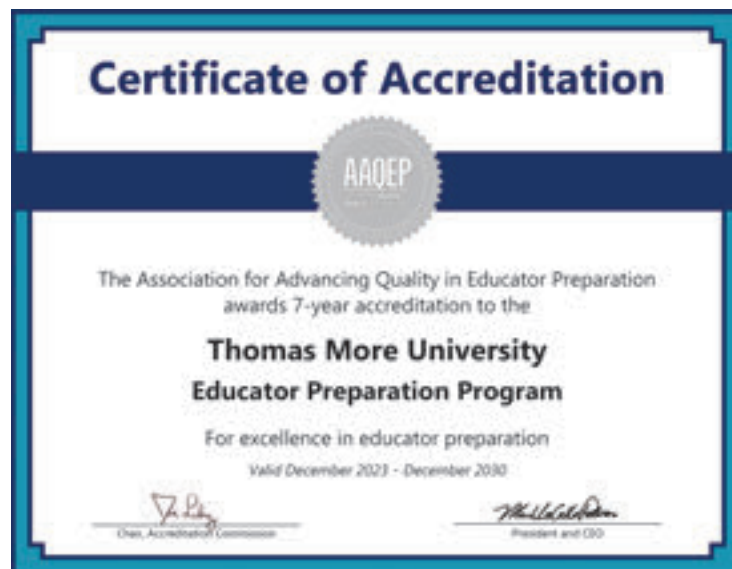 Certificate of Accreditation
AAQEP
The Association for Advancing Quality in Educator Preparation
awards 7-year accreditation to the
Thomas More University
Educator Preparation Program
For excellence in educator preparation
Valid December 2023 - December 2030
Chair, Accreditation Commission
President and CEO